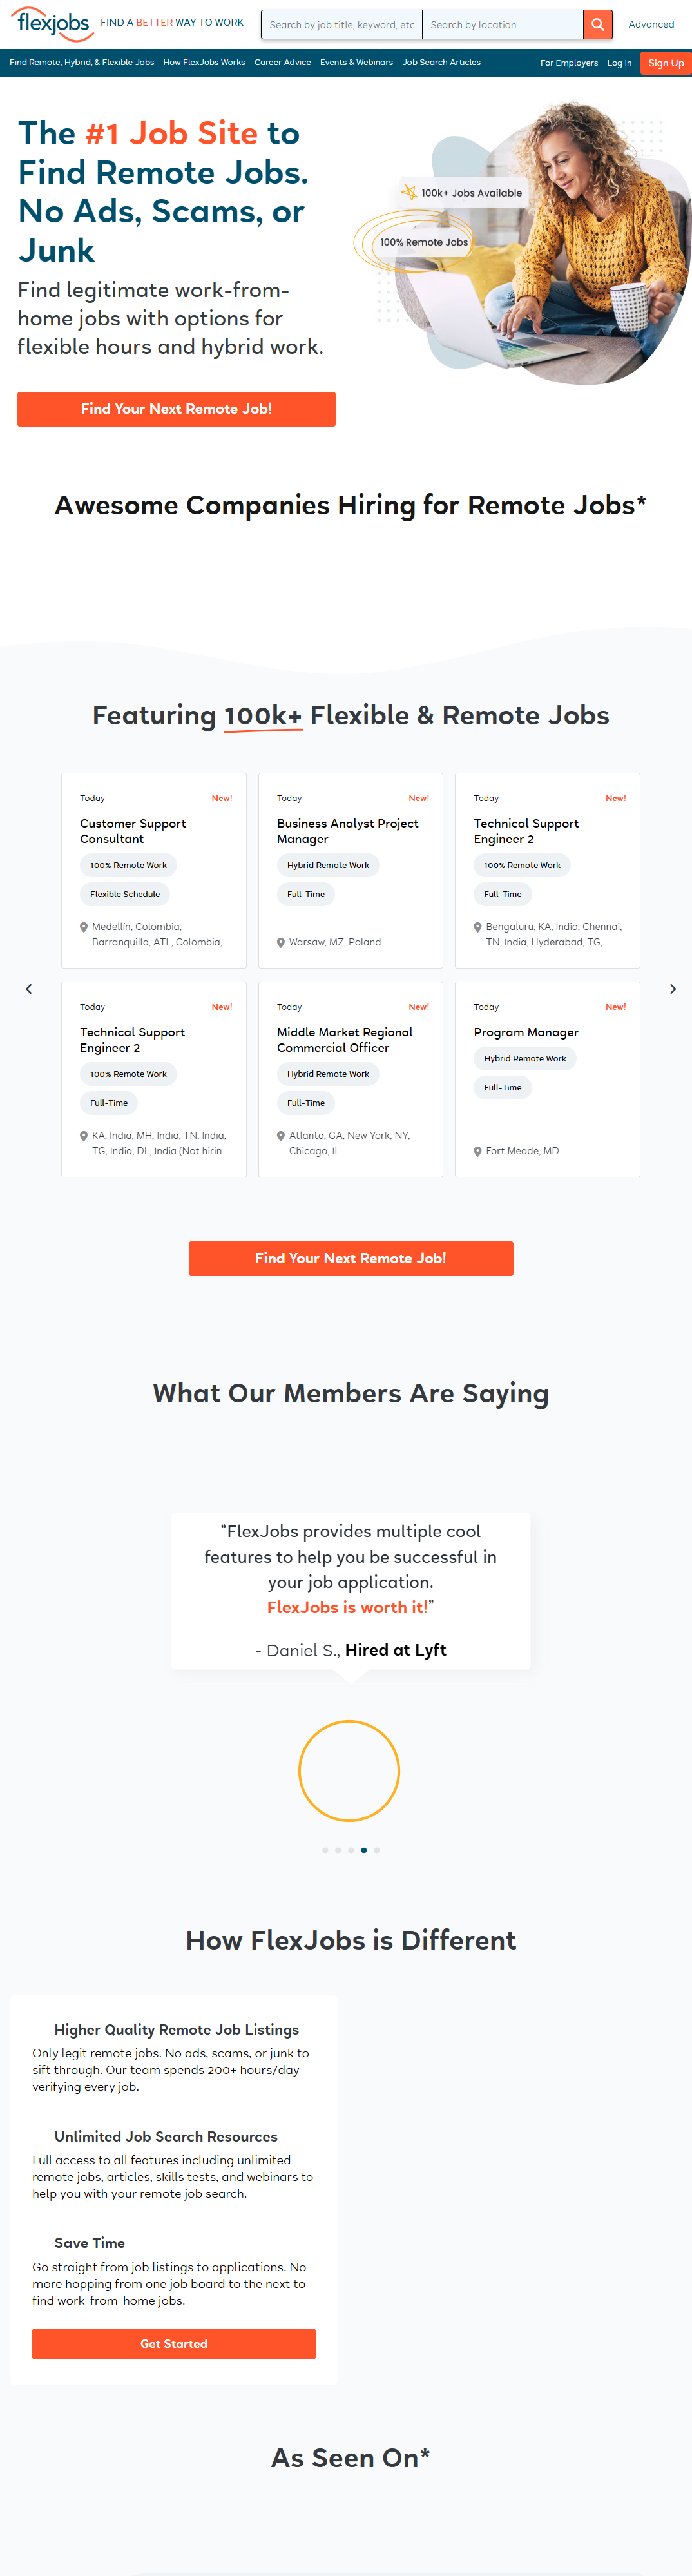 flexjobs
FIND A BETTER WAY TO WORK
Search by job title, keyword, etc
Search by location
Advanced
Find Remote, Hybrid, & Flexible Jobs
How FlexJobs Works
Career Advice
Events & Webinars
Job Search Articles
For Employers
Log In
Sign Up
The #1 Job Site to
Find Remote Jobs.
No Ads, Scams, or
Junk
Find legitimate work-from-
home jobs with options for
flexible hours and hybrid work.
100k+ Jobs Available
100% Remote Jobs
Find Your Next Remote Job!
Awesome Companies Hiring for Remote Jobs*
Featuring 100k+ Flexible & Remote Jobs
Today
New!
Customer Support
Consultant
100% Remote Work
Flexible Schedule
Medellín, Colombia,
Barranquilla, ATL, Colombia,...
Today
New!
Business Analyst Project
Manager
Hybrid Remote Work
Full-Time
Warsaw, MZ, Poland
Today
New!
Technical Support
Engineer 2
100% Remote Work
Full-Time
Bengaluru, KA, India, Chennai,
TN, India, Hyderabad, TG,...
Today
New!
Technical Support
Engineer 2
100% Remote Work
Full-Time
KA, India, MH, India, TN, India,
TG, India, DL, India (Not hirin...
Today
New!
Middle Market Regional
Commercial Officer
Hybrid Remote Work
Full-Time
Atlanta, GA, New York, NY,
Chicago, IL
Today
New!
Program Manager
Hybrid Remote Work
Full-Time
Fort Meade, MD
Find Your Next Remote Job!
What Our Members Are Saying
“FlexJobs provides multiple cool
features to help you be successful in
your job application.
FlexJobs is worth it!”
- Daniel S., Hired at Lyft
How FlexJobs is Different
Higher Quality Remote Job Listings
Only legit remote jobs. No ads, scams, or junk to
sift through. Our team spends 200+ hours/day
verifying every job.
Unlimited Job Search Resources
Full access to all features including unlimited
remote jobs, articles, skills tests, and webinars to
help you with your remote job search.
Save Time
Go straight from job listings to applications. No
more hopping from one job board to the next to
find work-from-home jobs.
Get Started
As Seen On*